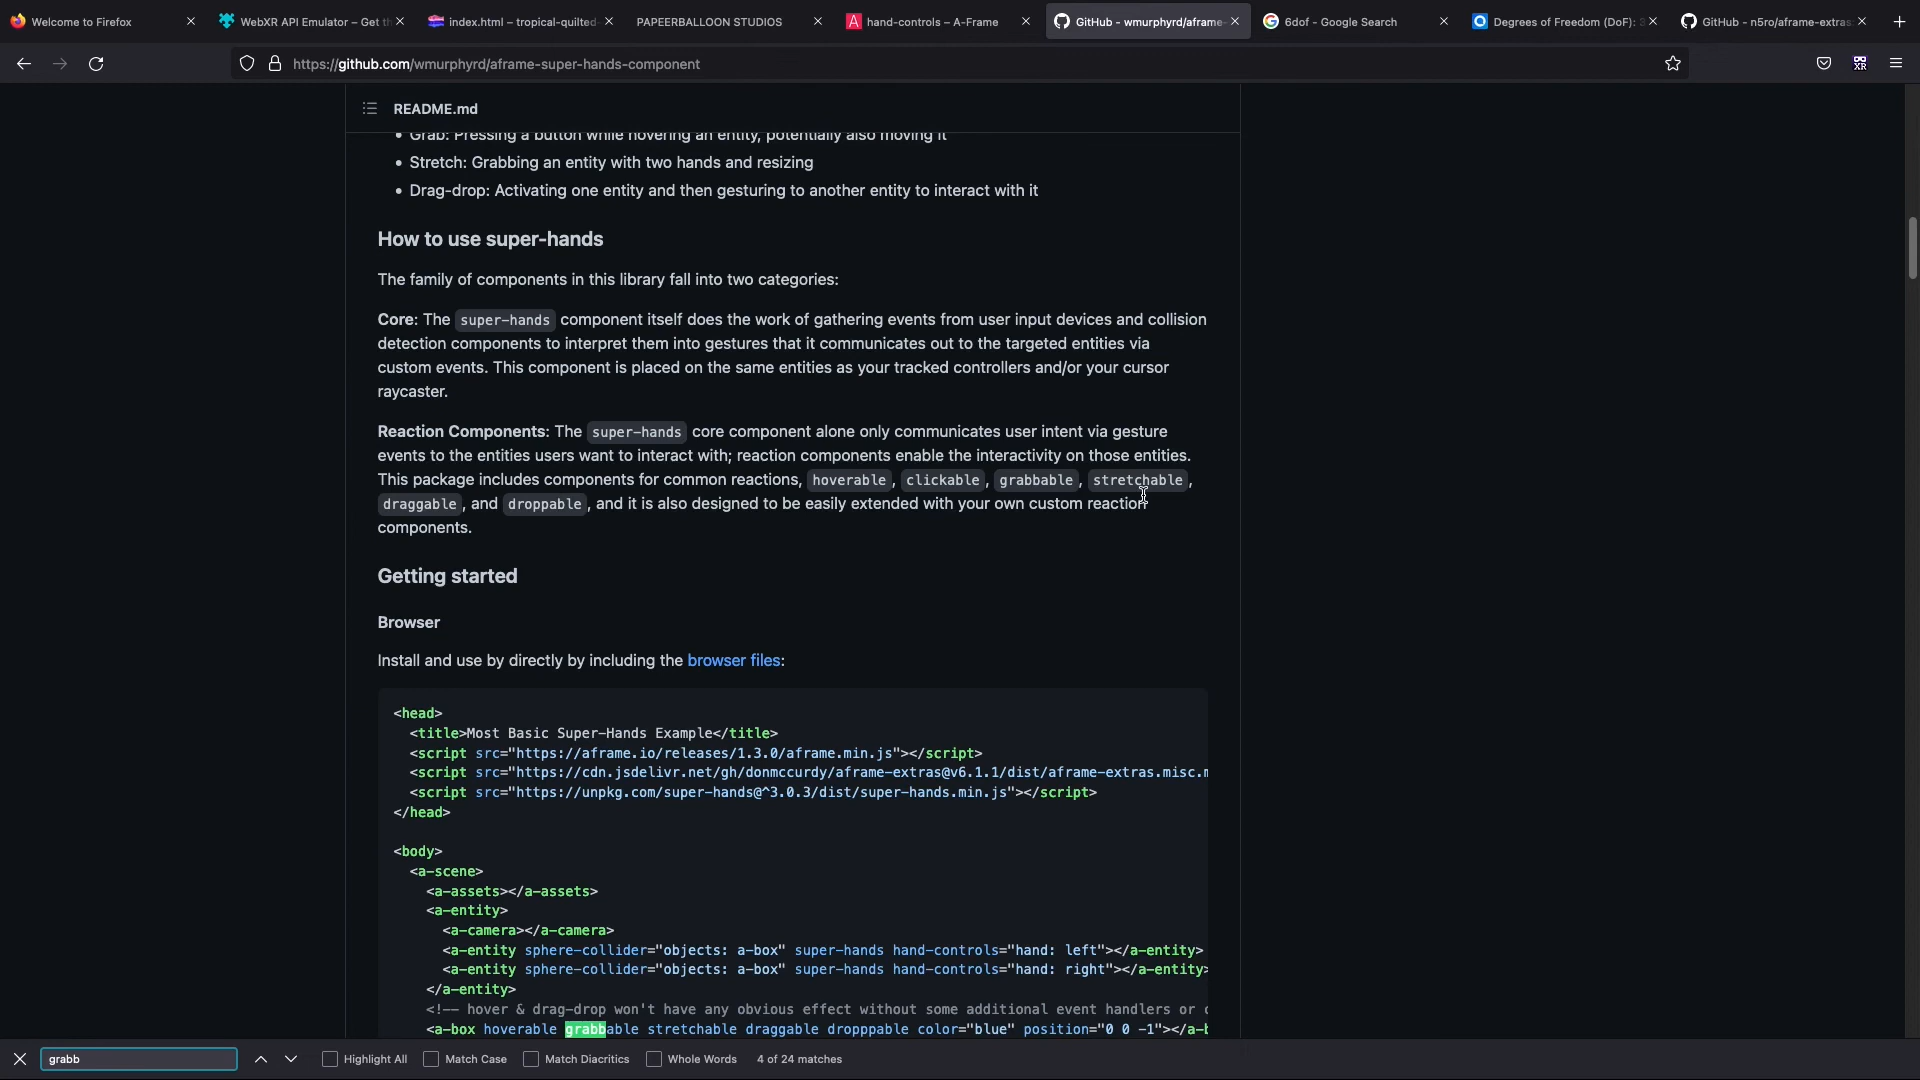 Welcome to Firefox
WebXR API Emulator – Get th
index.html – tropical-quilted-
PAPEERBALLOON STUDIOS
hand-controls – A-Frame
GitHub - wmurphyrd/aframe-
6dof - Google Search
Degrees of Freedom (DoF): 3
GitHub - n5ro/aframe-extras
https://github.com/wmurphyrd/aframe-super-hands-component
XR
README.md
• Grab: Pressing a button while hovering an entity, potentially also moving it
• Stretch: Grabbing an entity with two hands and resizing
• Drag-drop: Activating one entity and then gesturing to another entity to interact with it
How to use super-hands
The family of components in this library fall into two categories:
Core: The super-hands component itself does the work of gathering events from user input devices and collision
detection components to interpret them into gestures that it communicates out to the targeted entities via
custom events. This component is placed on the same entities as your tracked controllers and/or your cursor
raycaster.
Reaction Components: The super-hands core component alone only communicates user intent via gesture
events to the entities users want to interact with; reaction components enable the interactivity on those entities.
This package includes components for common reactions, hoverable, clickable, grabbable, stretchable,
draggable, and droppable, and it is also designed to be easily extended with your own custom reaction
components.
Getting started
Browser
Install and use by directly by including the browser files:
<head>
<title>Most Basic Super-Hands Example</title>
<script src="https://aframe.io/releases/1.3.0/aframe.min.js"></script>
<script src="https://cdn.jsdelivr.net/gh/donmccurdy/aframe-extras@v6.1.1/dist/aframe-extras.misc.m
<script src="https://unpkg.com/super-hands@^3.0.3/dist/super-hands.min.js"></script>
</head>
<body>
<a-scene>
<a-assets></a-assets>
<a-entity>
<a-camera></a-camera>
<a-entity sphere-collider="objects: a-box" super-hands hand-controls="hand: left"></a-entity>
<a-entity sphere-collider="objects: a-box" super-hands hand-controls="hand: right"></a-entity>
</a-entity>
<!-- hover & drag-drop won't have any obvious effect without some additional event handlers or c
<a-box hoverable grabbable stretchable draggable dropppable color="blue" position="0 0 -1"></a-b
grabb
Highlight All
Match Case
Match Diacritics
Whole Words
4 of 24 matches